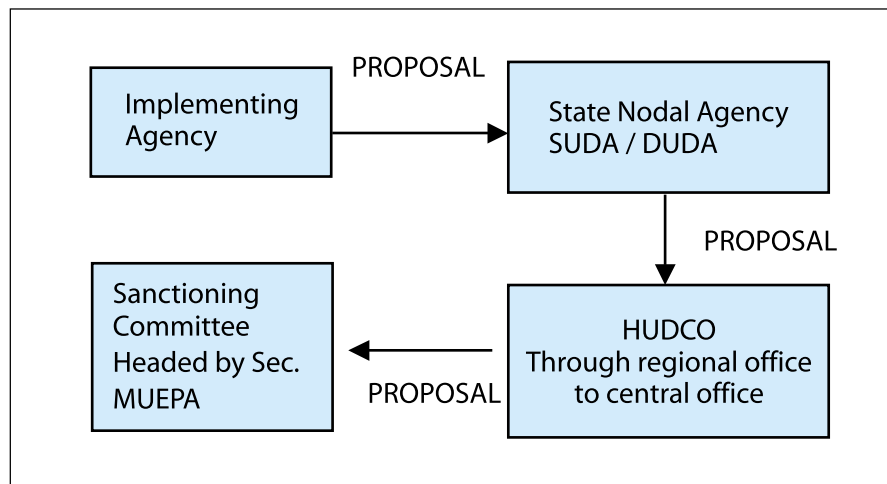 PROPOSAL
Implementing
Agency
State Nodal Agency
SUDA / DUDA
PROPOSAL
HUDCO
Through regional office
to central office
PROPOSAL
Sanctioning
Committee
Headed by Sec.
MUEPA